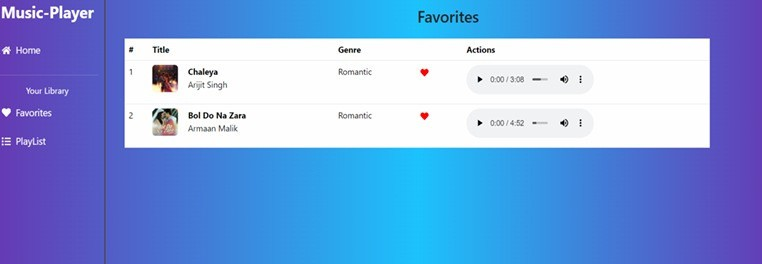 Music-Player
Home
Your Library
Favorites
PlayList
Favorites
# Title Genre Actions
1 Chaleya Romantic 0:00 / 3:08
Arijit Singh
2 Bol Do Na Zara Romantic 0:00 / 4:52
Armaan Malik